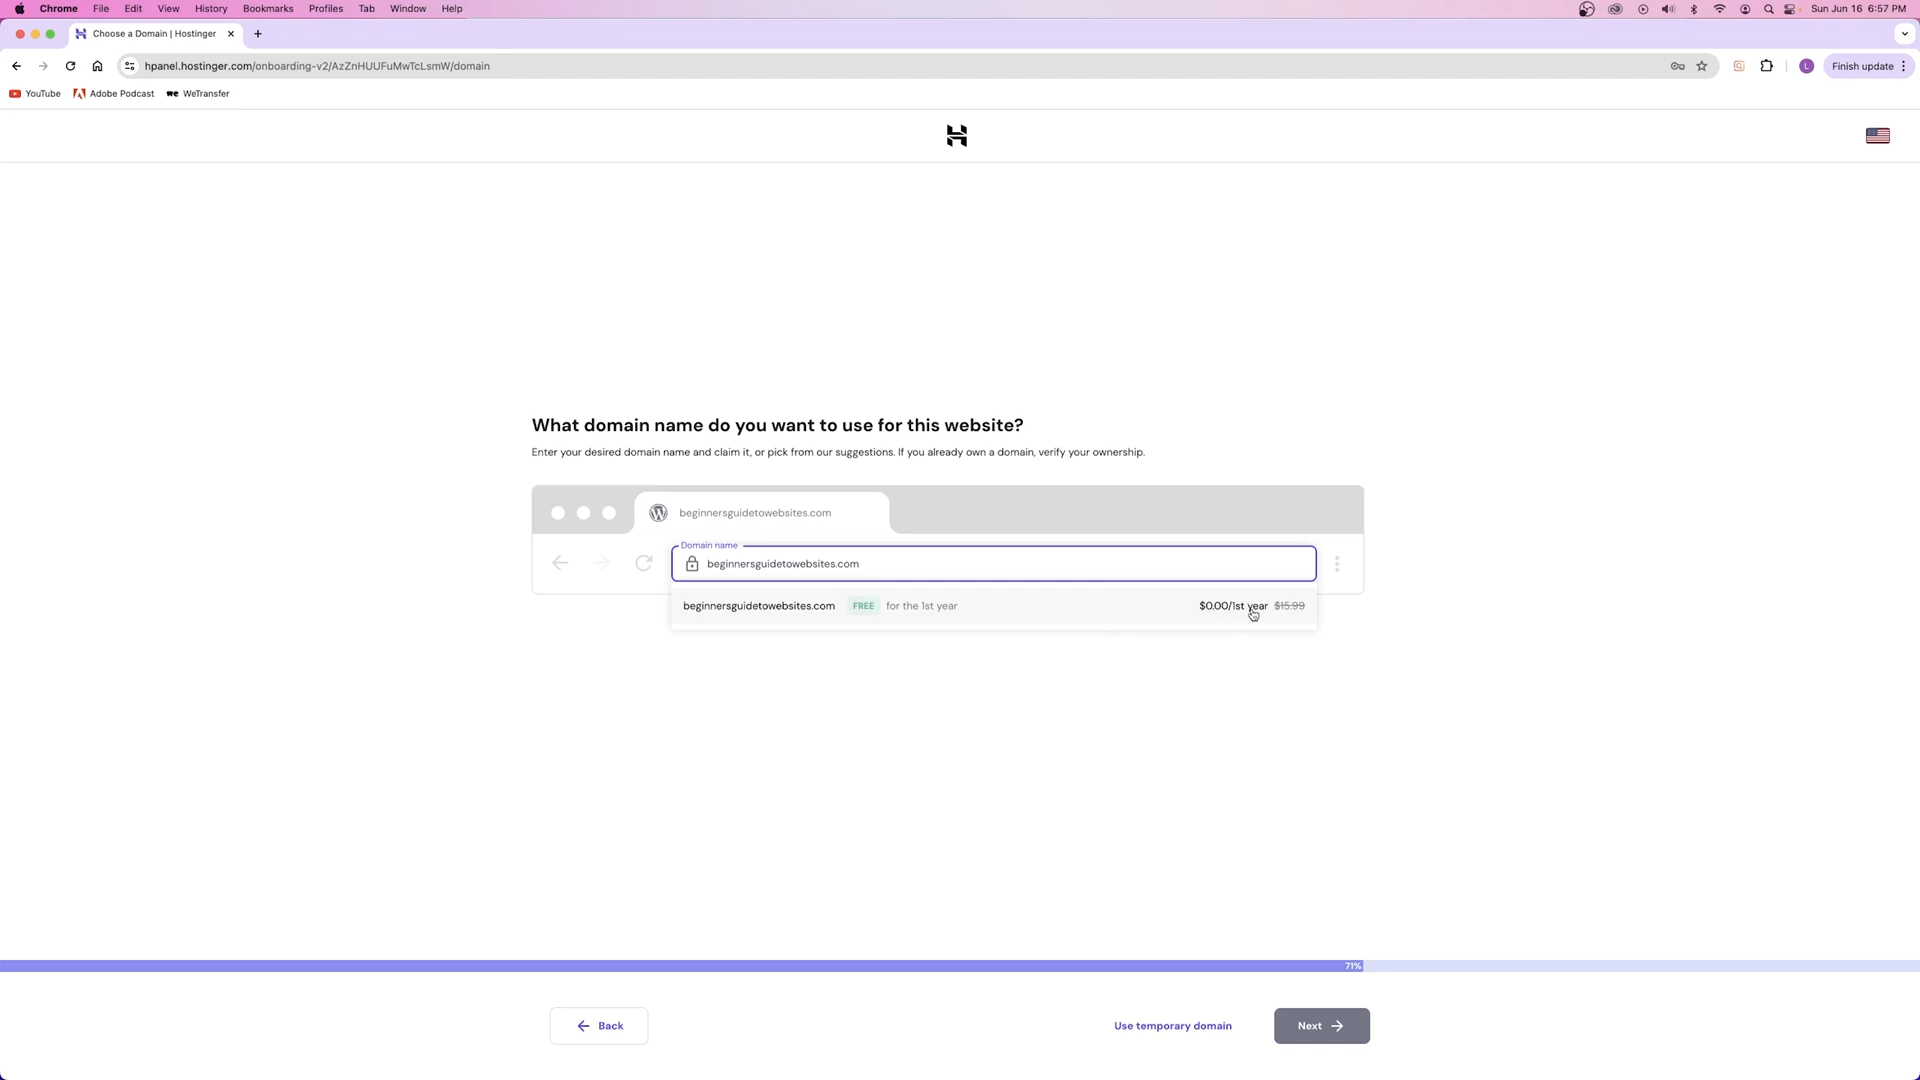 Chrome File Edit View History Bookmarks Profiles Tab Window Help Sun Jun 16 6:57 PM
Choose a Domain | Hostinger
hpanel.hostinger.com/onboarding-v2/AzZnHUUFuMwTcLsmW/domain L Finish update
YouTube Adobe Podcast WeTransfer
What domain name do you want to use for this website?
Enter your desired domain name and claim it, or pick from our suggestions. If you already own a domain, verify your ownership.
beginnersguidetowebsites.com
Domain name
beginnersguidetowebsites.com
beginnersguidetowebsites.com FREE for the 1st year $0.00/1st year $15.99
71%
Back Use temporary domain Next